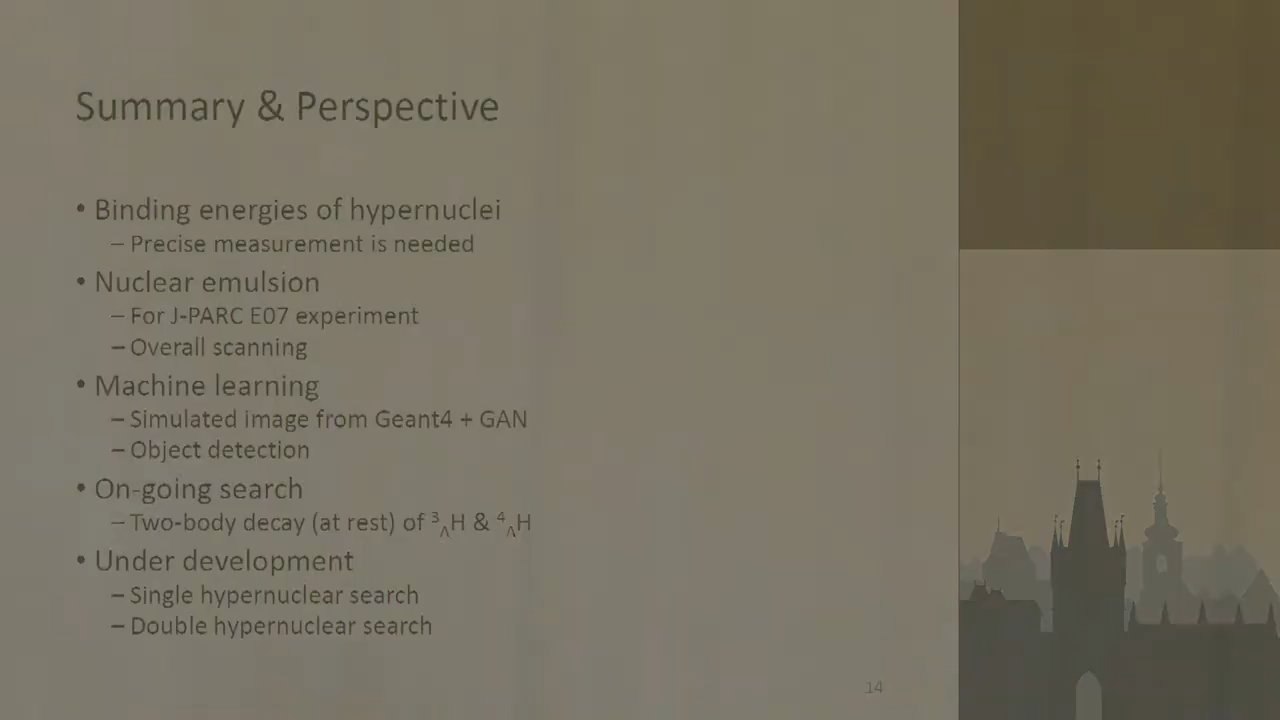 Summary & Perspective
• Binding energies of hypernuclei
– Precise measurement is needed
• Nuclear emulsion
– For J-PARC E07 experiment
– Overall scanning
• Machine learning
– Simulated image from Geant4 + GAN
– Object detection
• On-going search
– Two-body decay (at rest) of ³ΛH & ⁴ΛH
• Under development
– Single hypernuclear search
– Double hypernuclear search
14